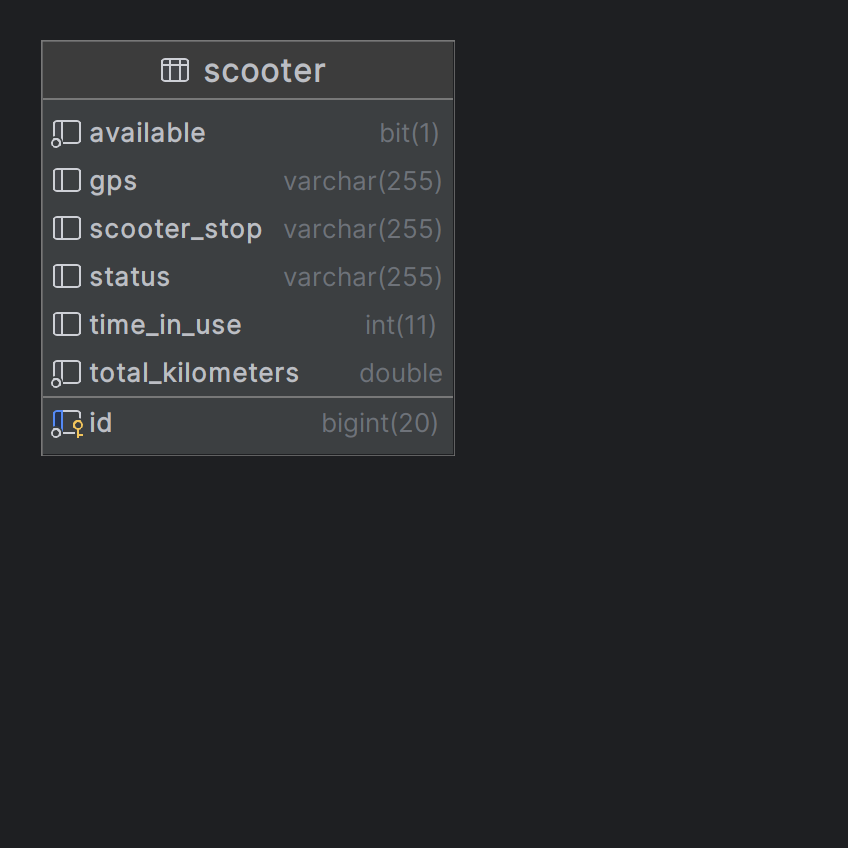 scooter
available bit(1)
gps varchar(255)
scooter_stop varchar(255)
status varchar(255)
time_in_use int(11)
total_kilometers double
id bigint(20)